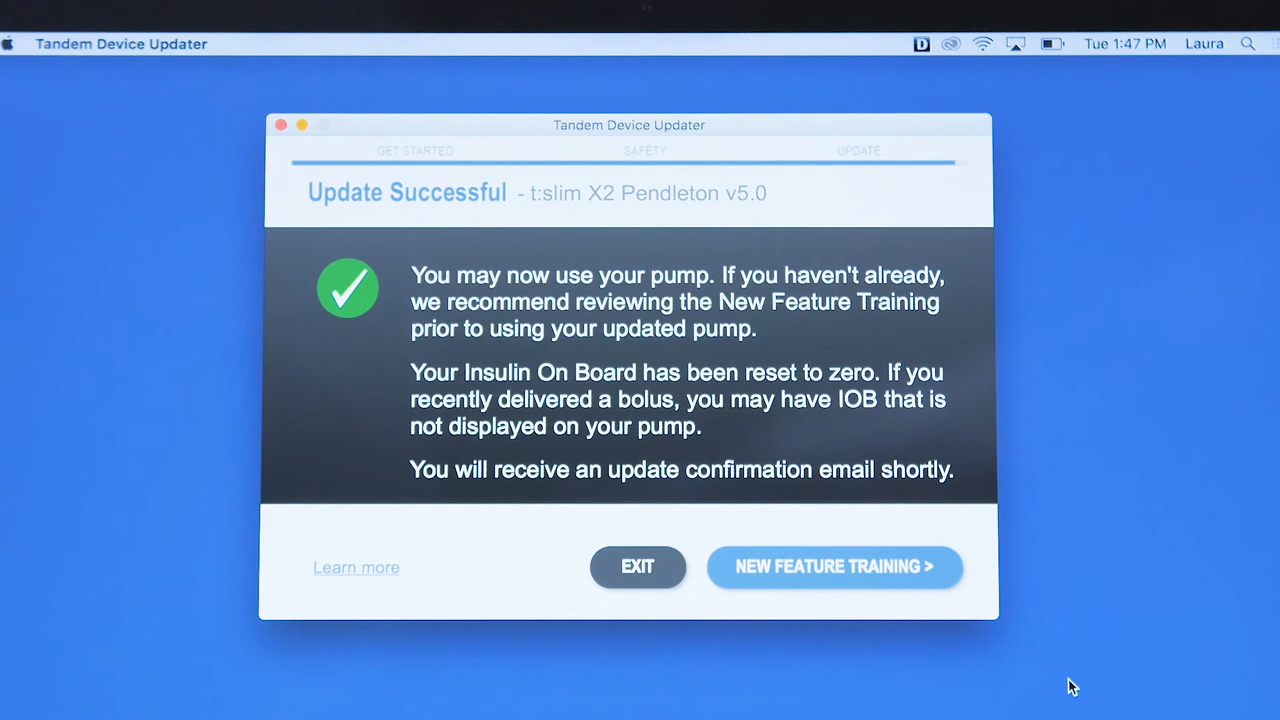 Tandem Device Updater
D
Tue 1:47 PM Laura
Tandem Device Updater
GET STARTED SAFETY UPDATE
Update Successful - t:slim X2 Pendleton v5.0
You may now use your pump. If you haven't already,
we recommend reviewing the New Feature Training
prior to using your updated pump.
Your Insulin On Board has been reset to zero. If you
recently delivered a bolus, you may have IOB that is
not displayed on your pump.
You will receive an update confirmation email shortly.
Learn more
EXIT
NEW FEATURE TRAINING >